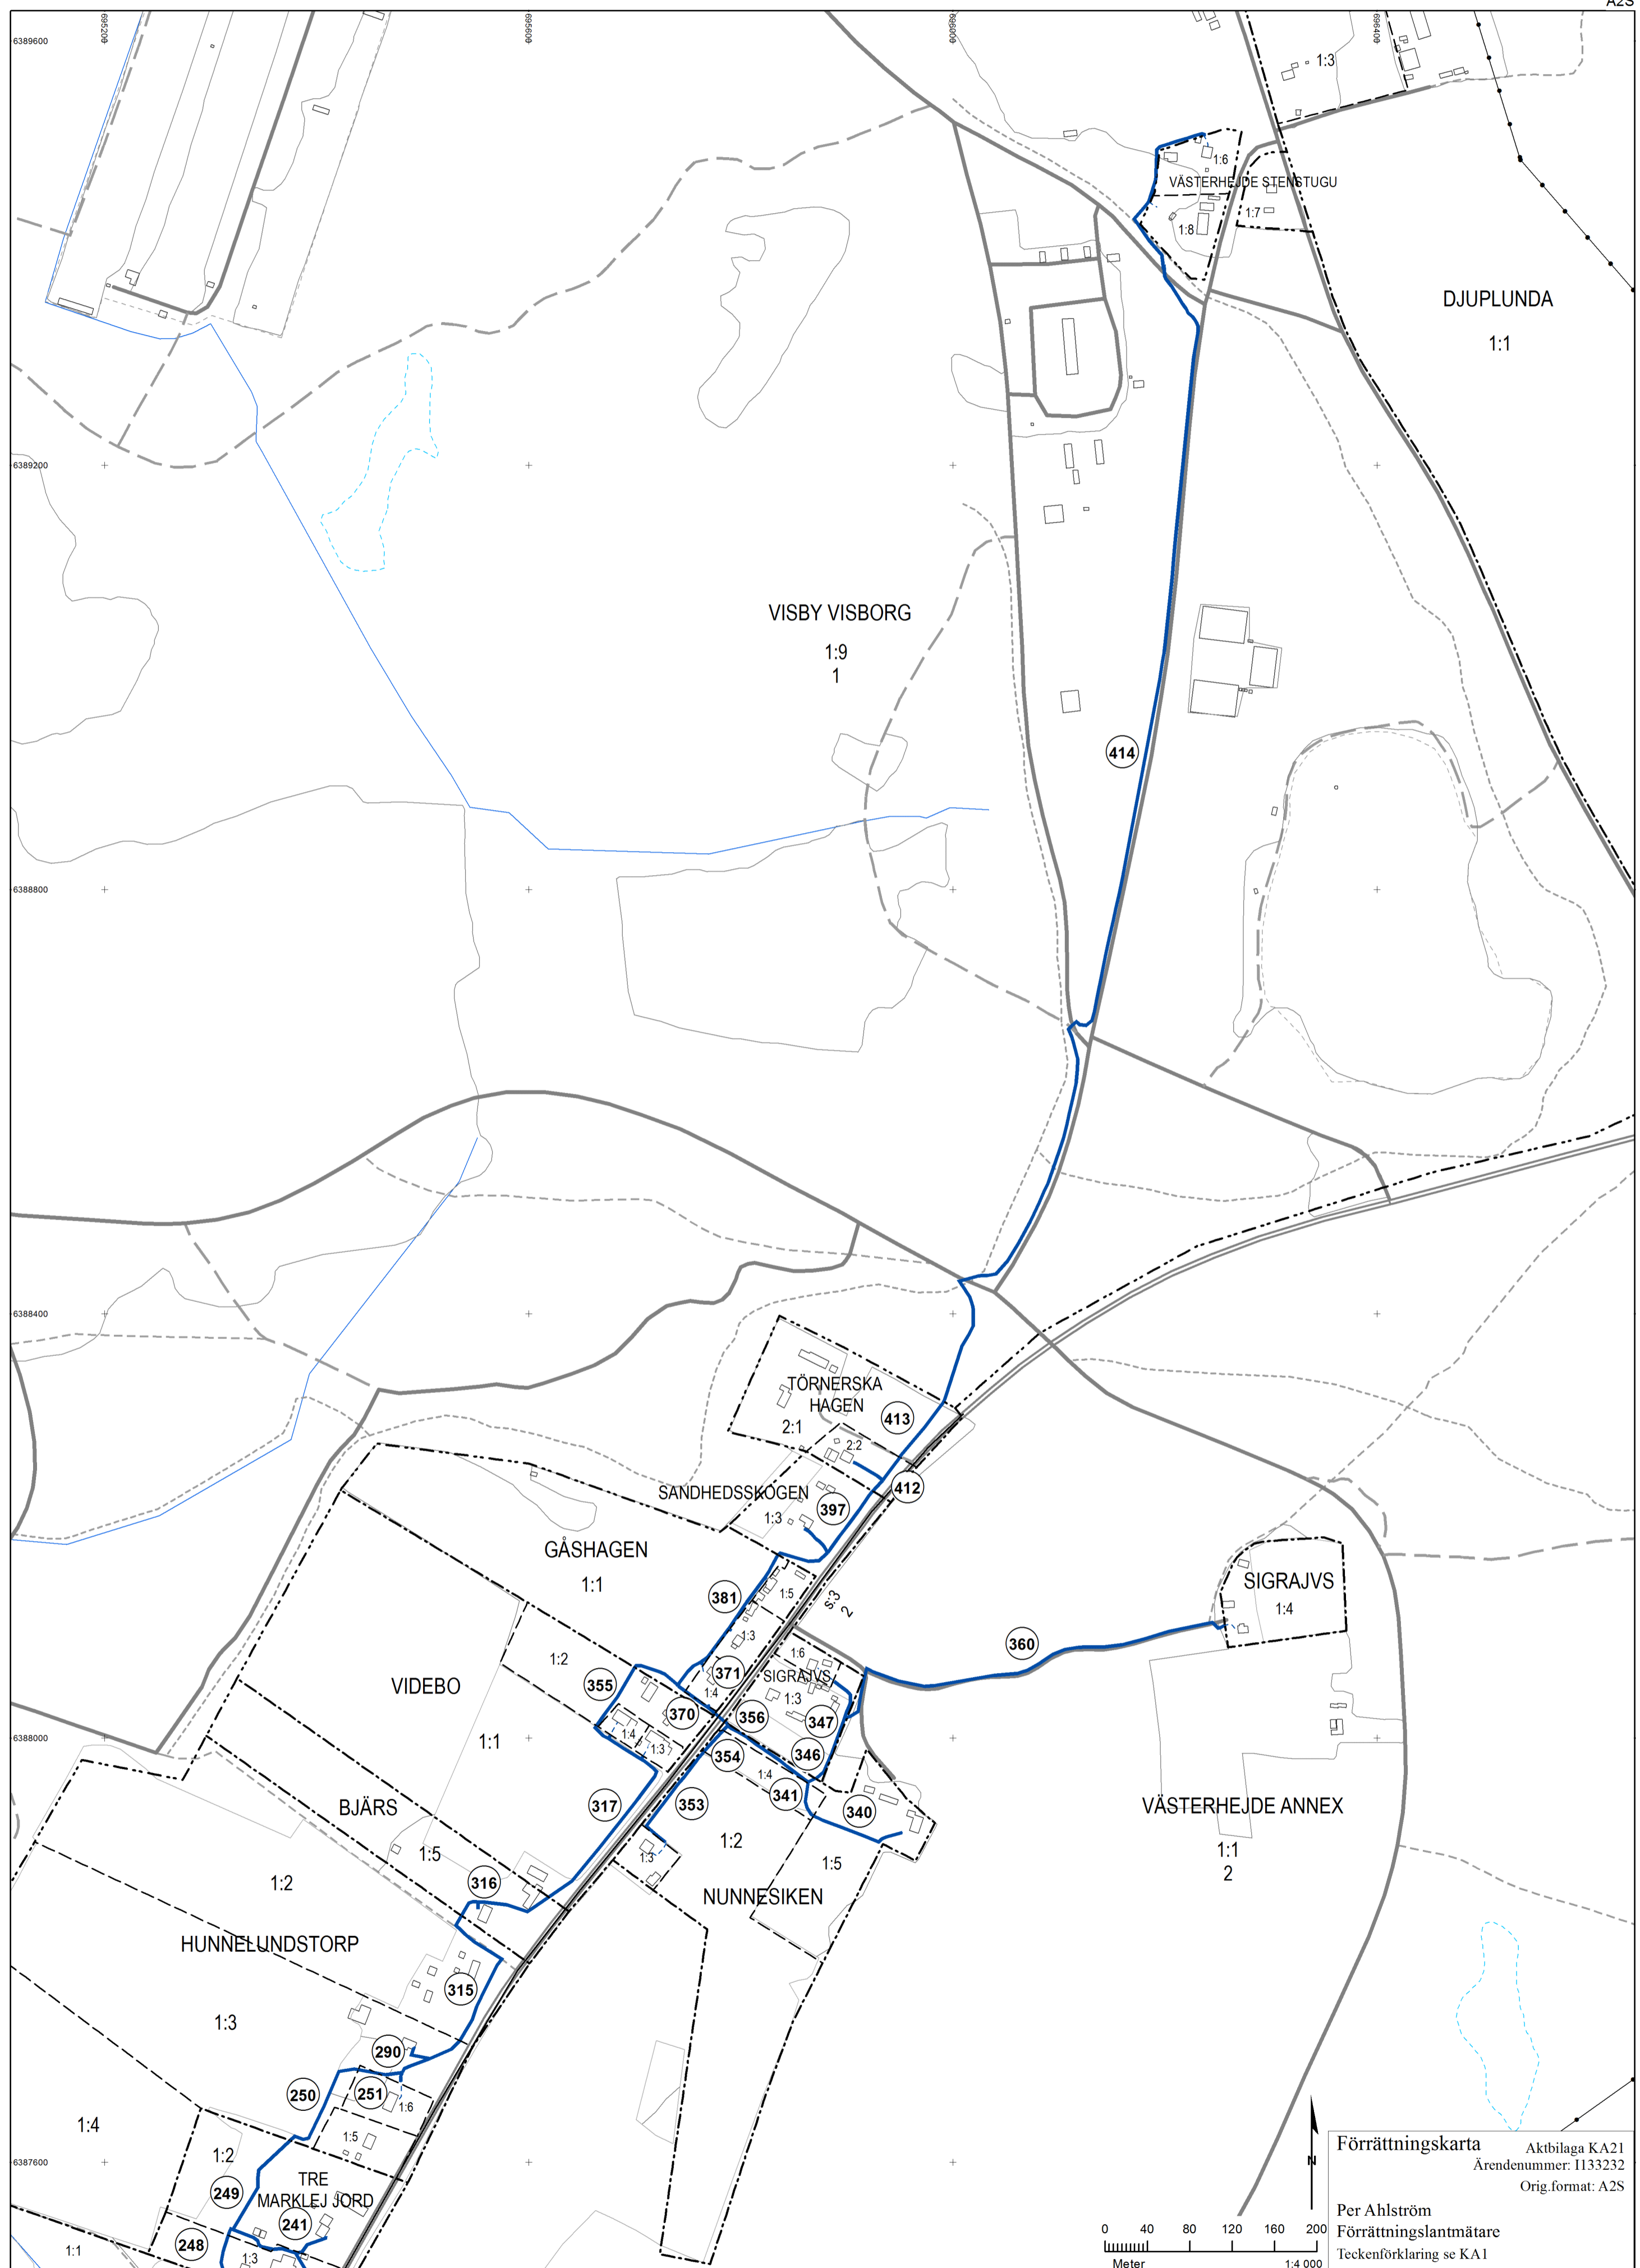 A2S
695200
695600
696000
696400
6389600
1:3
1:6
VÄSTERHEJDE STENSTUGU
1:7
1:8
DJUPLUNDA
1:1
6389200
VISBY VISBORG
1:9
1
414
6388800
6388400
TÖRNERSKA
HAGEN
2:1
413
2:2
412
SANDHEDSSKOGEN
1:3
397
GÅSHAGEN
1:1
381
1:5
s:3
2
SIGRAJVS
1:4
1:3
360
1:2
1:6
371
SIGRAJVS
355
VIDEBO
1:4
1:3
370
356
347
1:4
1:3
1:1
354
346
6388000
1:4
341
BJÄRS
317
353
340
VÄSTERHEJDE ANNEX
1:2
1:1
1:5
1:3
1:5
2
316
1:2
NUNNESIKEN
HUNNELUNDSTORP
315
1:3
290
250
251
1:6
1:4
1:5
1:2
6387600
TRE
MARKLEJ JORD
249
241
248
1:1
1:3
N
0 40 80 120 160 200
Meter
1:4 000
Förrättningskarta
Aktbilaga KA21
Ärendenummer: I133232
Orig.format: A2S
Per Ahlström
Förrättningslantmätare
Teckenförklaring se KA1